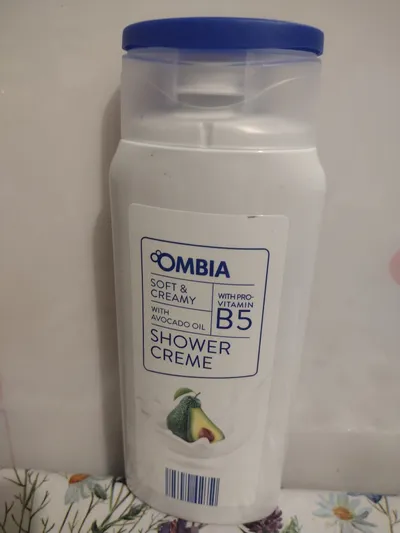 OMBIA
SOFT &
CREAMY
WITH
AVOCADO OIL
WITH PRO-
VITAMIN
B5
SHOWER
CREME